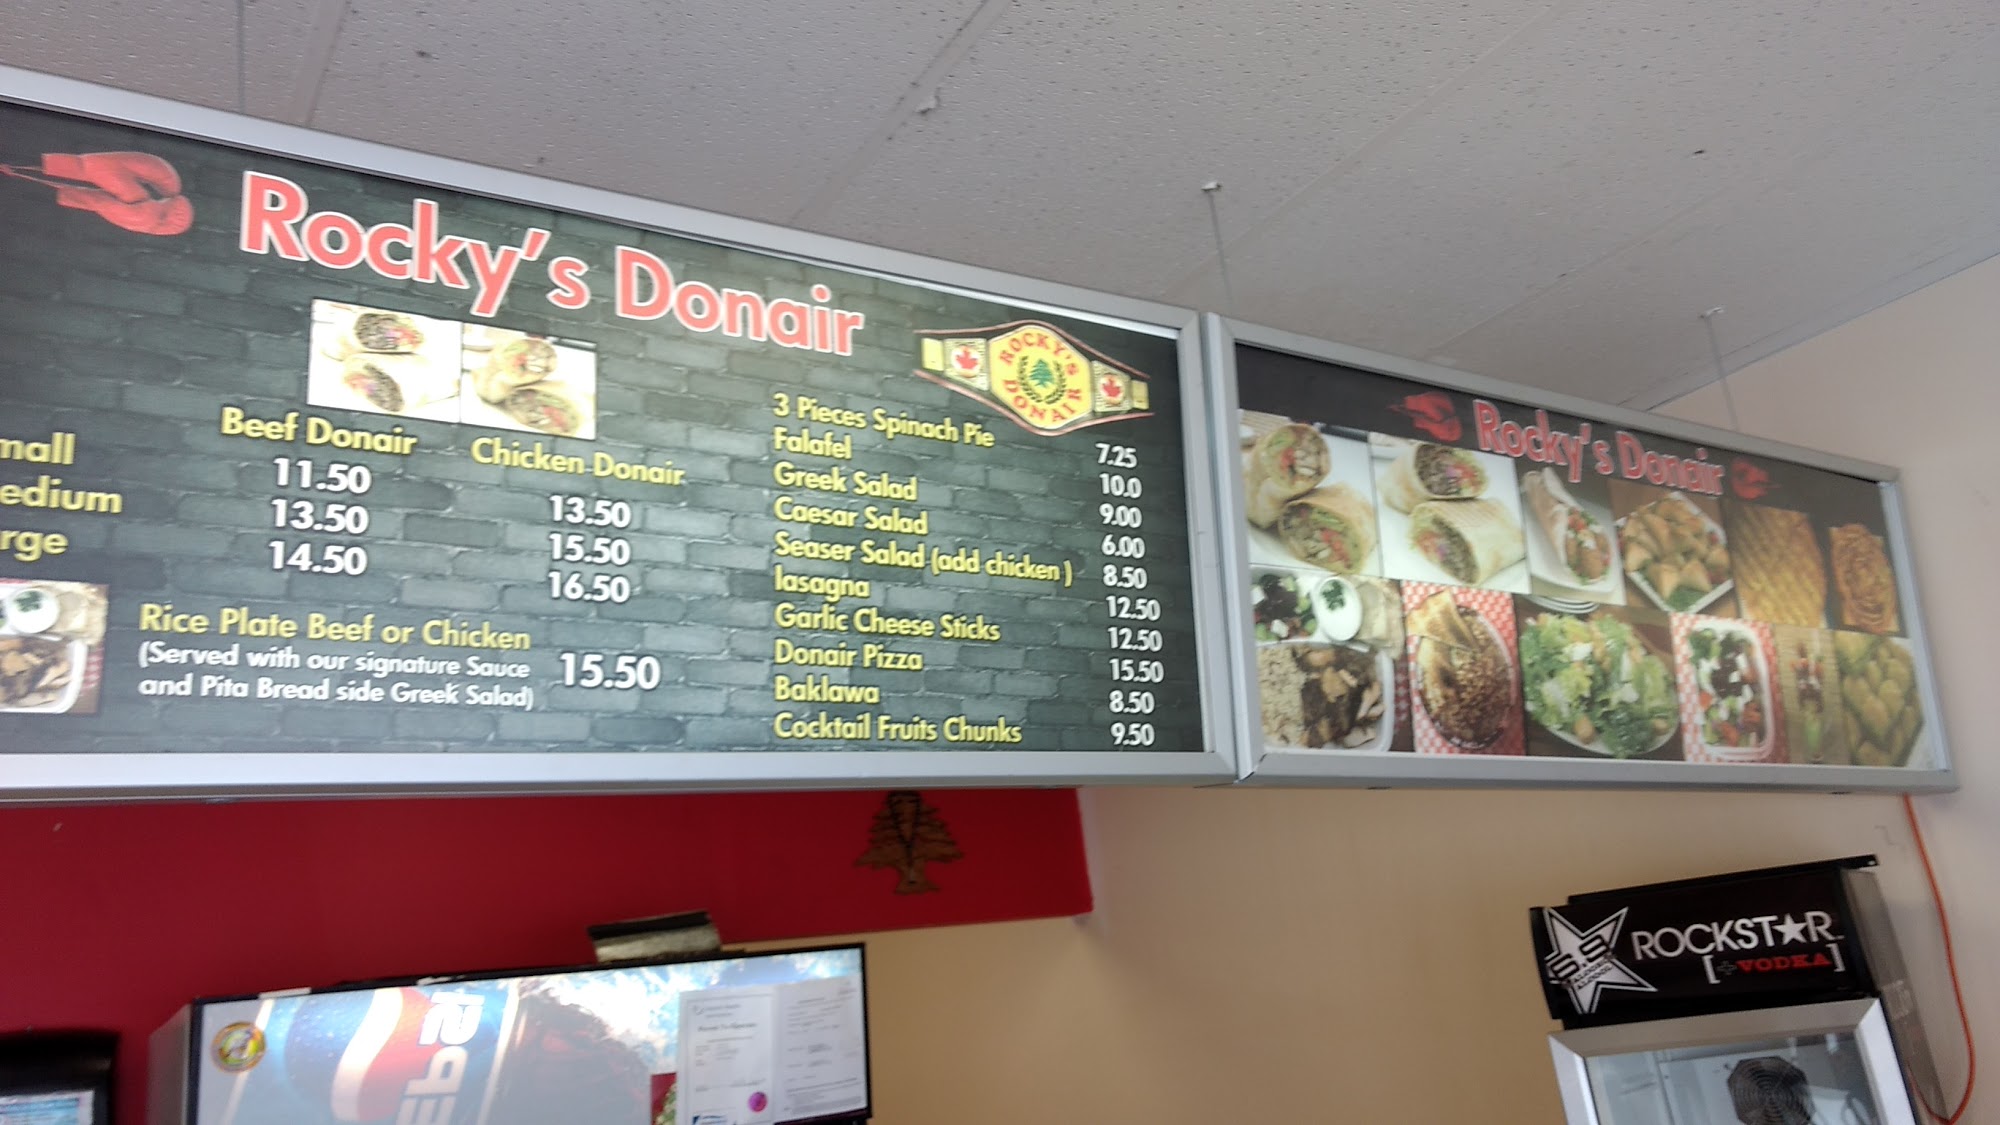 Rocky's Donair
ROCKY'S
DONAIR
Beef Donair Chicken Donair
mall 11.50 13.50
edium 13.50 15.50
rge 14.50 16.50
Rice Plate Beef or Chicken
(Served with our signature Sauce
and Pita Bread side Greek Salad) 15.50
3 Pieces Spinach Pie 7.25
Falafel 10.0
Greek Salad 9.00
Caesar Salad 6.00
Seaser Salad (add chicken ) 8.50
lasagna 12.50
Garlic Cheese Sticks 12.50
Donair Pizza 15.50
Baklawa 8.50
Cocktail Fruits Chunks 9.50
Rocky's Donair
ROCKSTAR
[+VODKA]